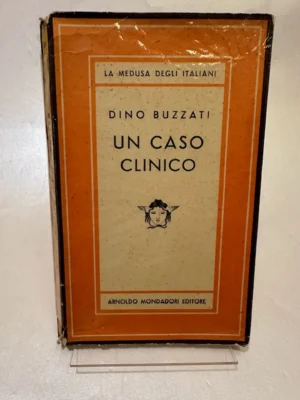 LA MEDUSA DEGLI ITALIANI
DINO BUZZATI
UN CASO
CLINICO
ARNOLDO MONDADORI EDITORE